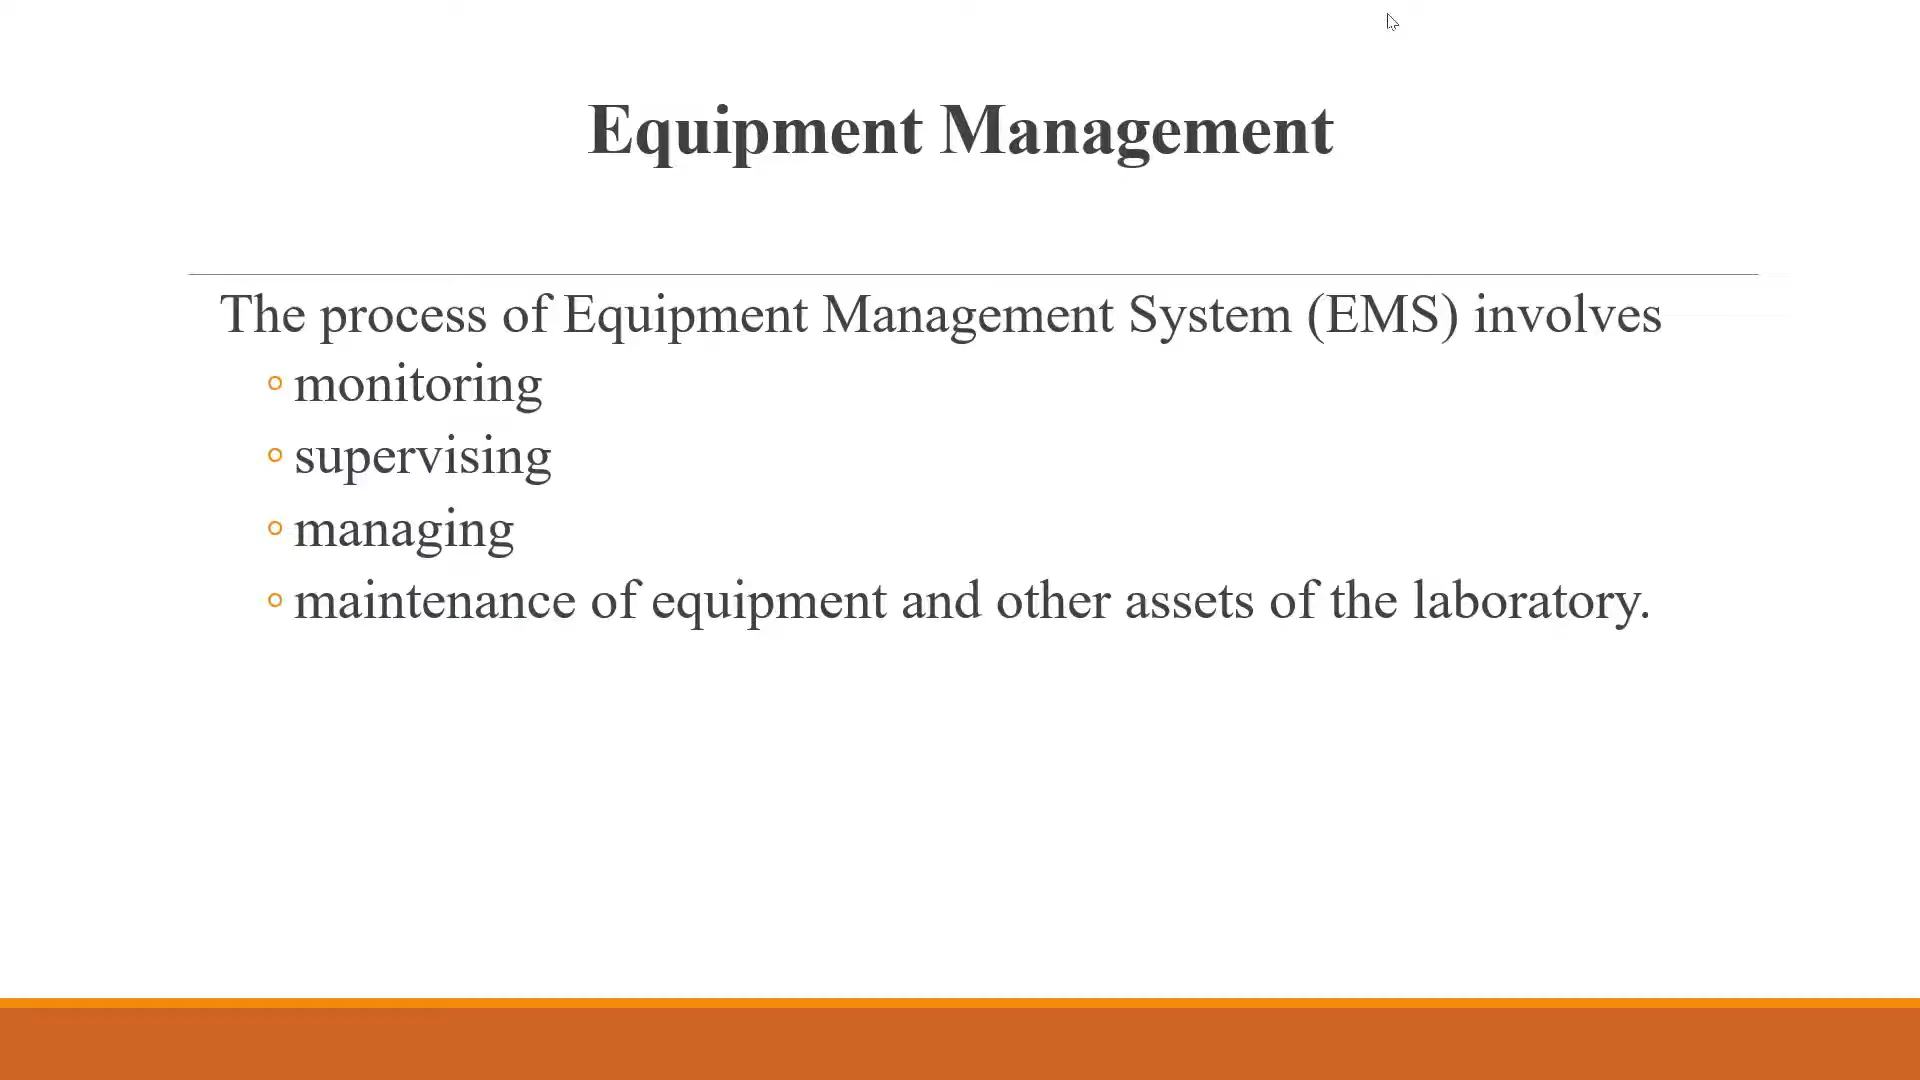 Equipment Management
The process of Equipment Management System (EMS) involves
◦ monitoring
◦ supervising
◦ managing
◦ maintenance of equipment and other assets of the laboratory.